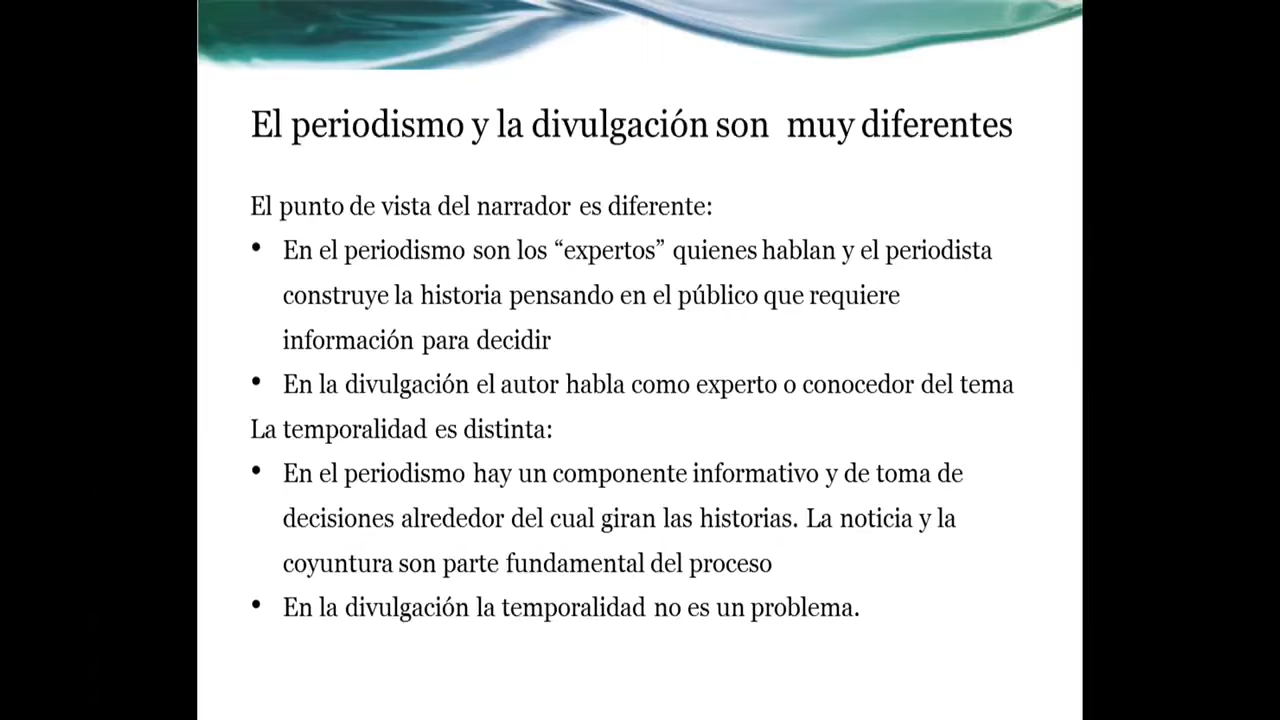 El periodismo y la divulgación son muy diferentes
El punto de vista del narrador es diferente:
• En el periodismo son los “expertos” quienes hablan y el periodista
construye la historia pensando en el público que requiere
información para decidir
• En la divulgación el autor habla como experto o conocedor del tema
La temporalidad es distinta:
• En el periodismo hay un componente informativo y de toma de
decisiones alrededor del cual giran las historias. La noticia y la
coyuntura son parte fundamental del proceso
• En la divulgación la temporalidad no es un problema.